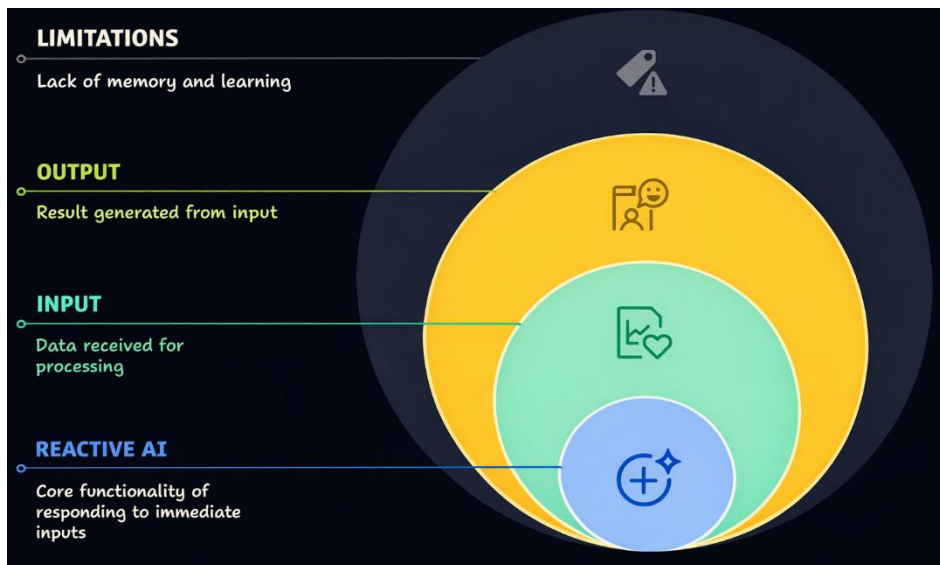 LIMITATIONS
Lack of memory and learning
OUTPUT
Result generated from input
INPUT
Data received for
processing
REACTIVE AI
Core functionality of
responding to immediate
inputs